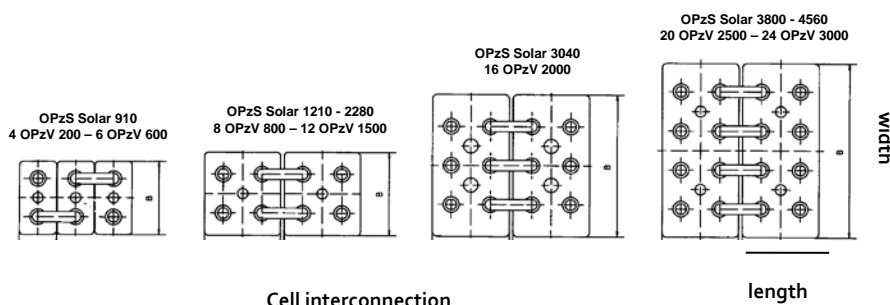 OPzS Solar 910
4 OPzV 200 – 6 OPzV 600
OPzS Solar 1210 - 2280
8 OPzV 800 – 12 OPzV 1500
OPzS Solar 3040
16 OPzV 2000
OPzS Solar 3800 - 4560
20 OPzV 2500 – 24 OPzV 3000
B
B
B
B
width
length
Cell interconnection